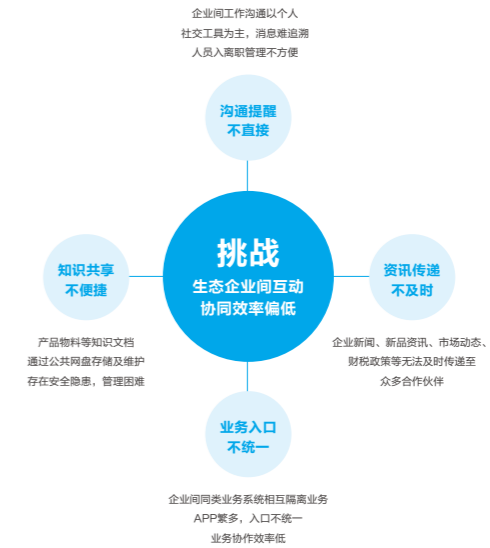 企业间工作沟通以个人
社交工具为主，消息难追溯
人员入离职管理不方便
沟通提醒
不直接
挑战
生态企业间互动
协同效率偏低
知识共享
不便捷
产品物料等知识文档
通过公共网盘存储及维护
存在安全隐患，管理困难
资讯传递
不及时
企业新闻、新品资讯、市场动态、
财税政策等无法及时传递至
众多合作伙伴
业务入口
不统一
企业间同类业务系统相互隔离业务
APP繁多，入口不统一
业务协作效率低